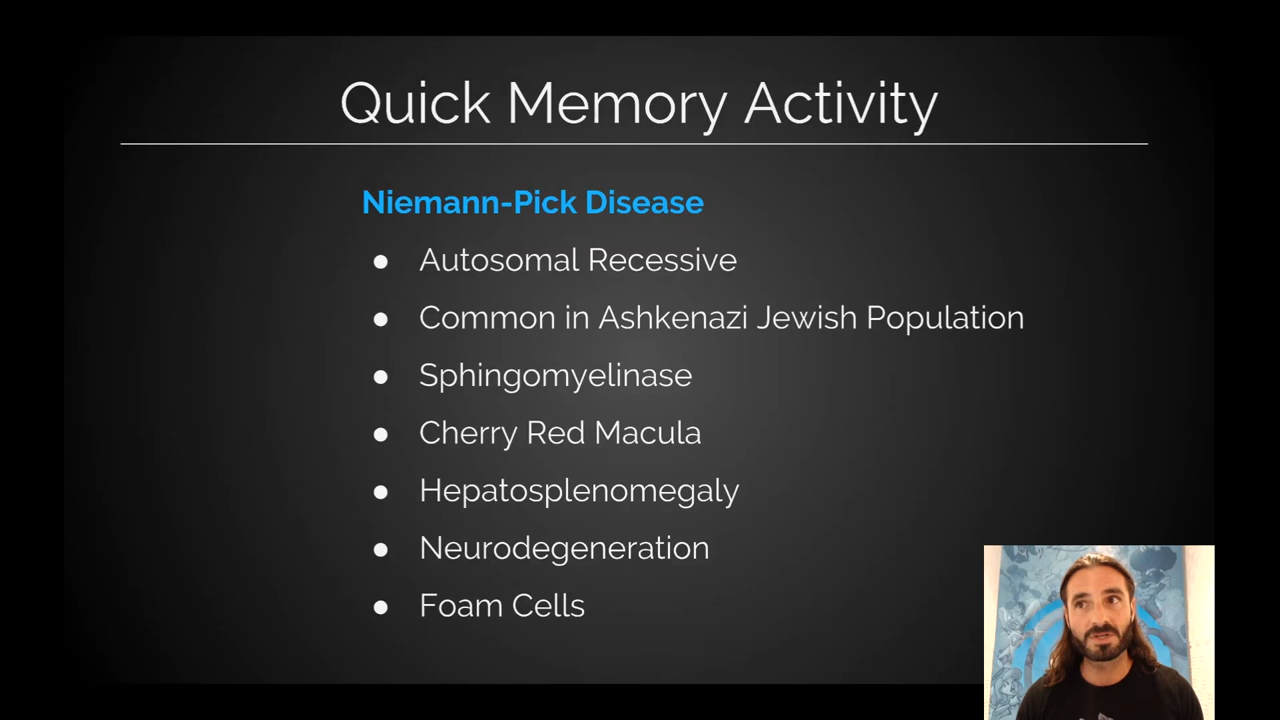 Quick Memory Activity
Niemann-Pick Disease
● Autosomal Recessive
● Common in Ashkenazi Jewish Population
● Sphingomyelinase
● Cherry Red Macula
● Hepatosplenomegaly
● Neurodegeneration
● Foam Cells